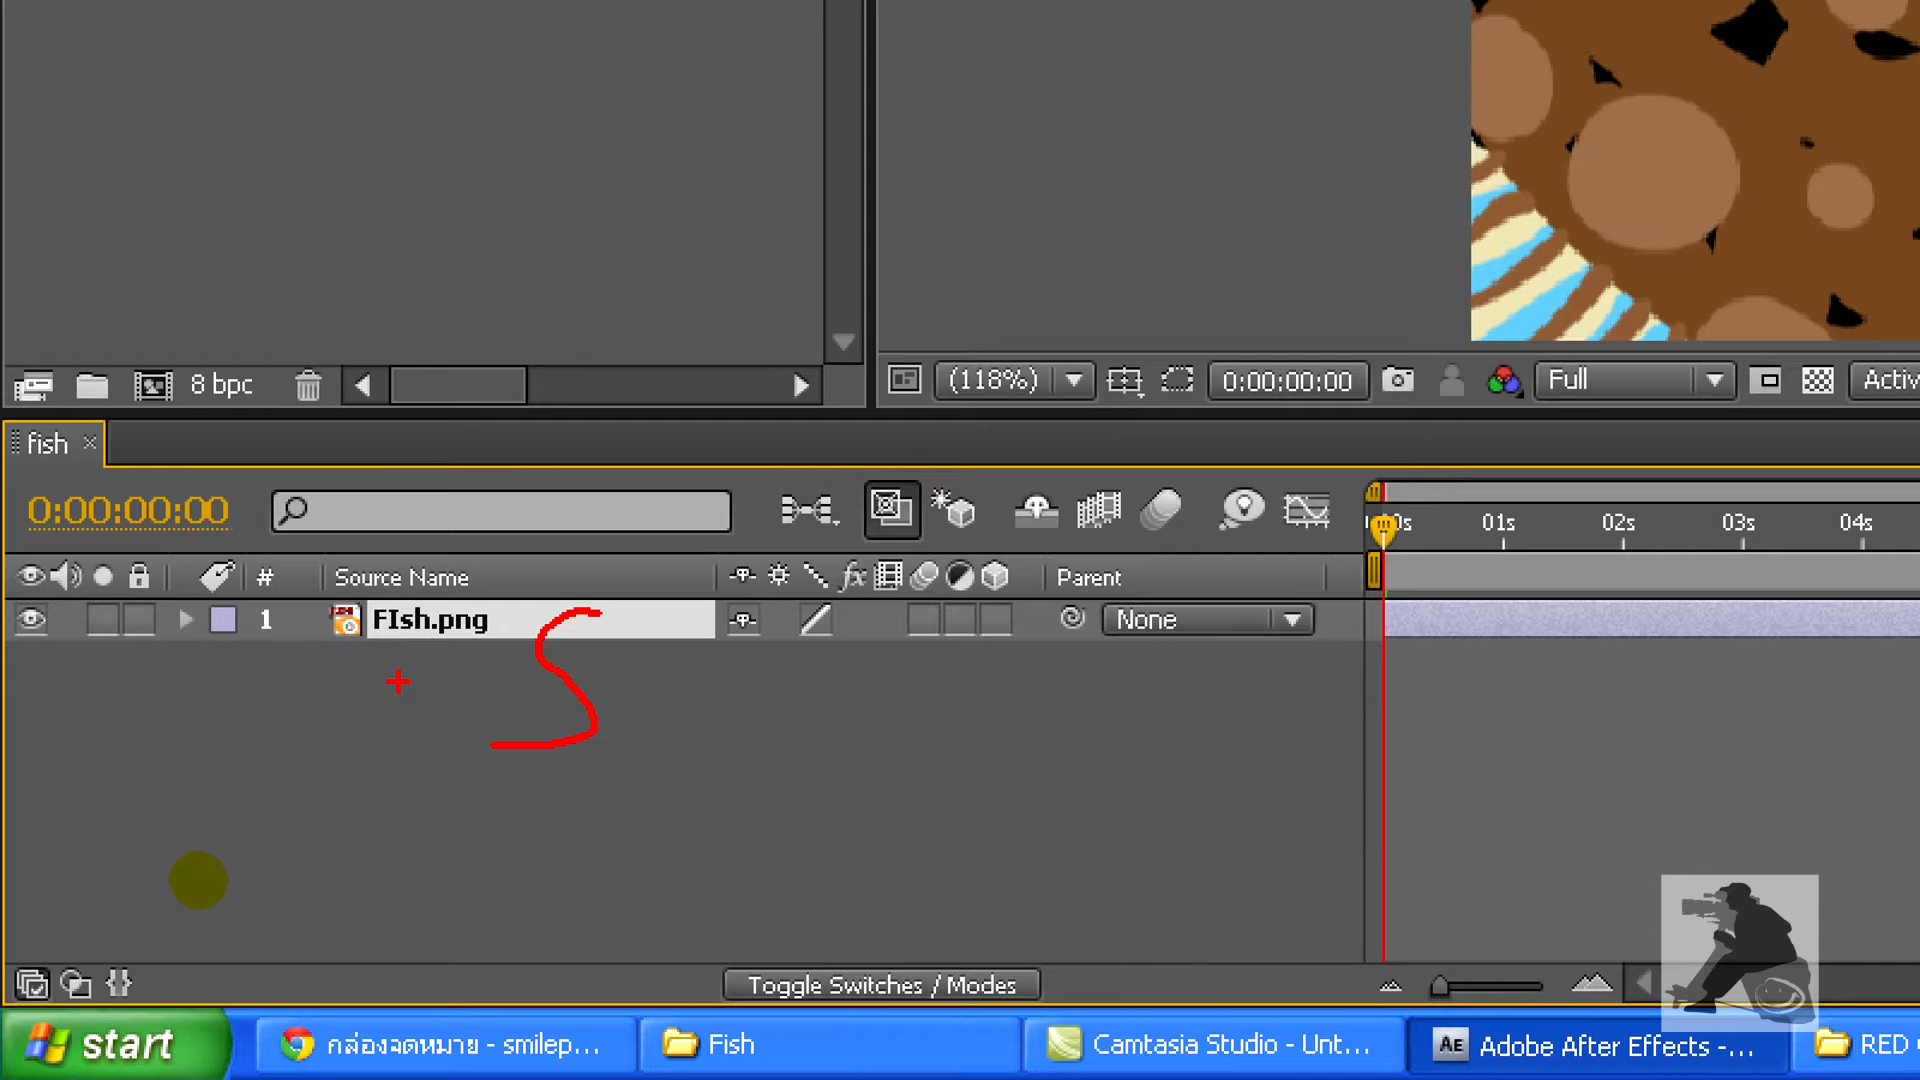 8 bpc
(118%)
0:00:00:00
Full
Activ
fish
0:00:00:00
01s
02s
03s
04s
#
Source Name
fx
Parent
1
FIsh.png
None
S
Toggle Switches / Modes
start
กล่องจดหมาย - smilep...
Fish
Camtasia Studio - Unt...
AE
Adobe After Effects -...
RED